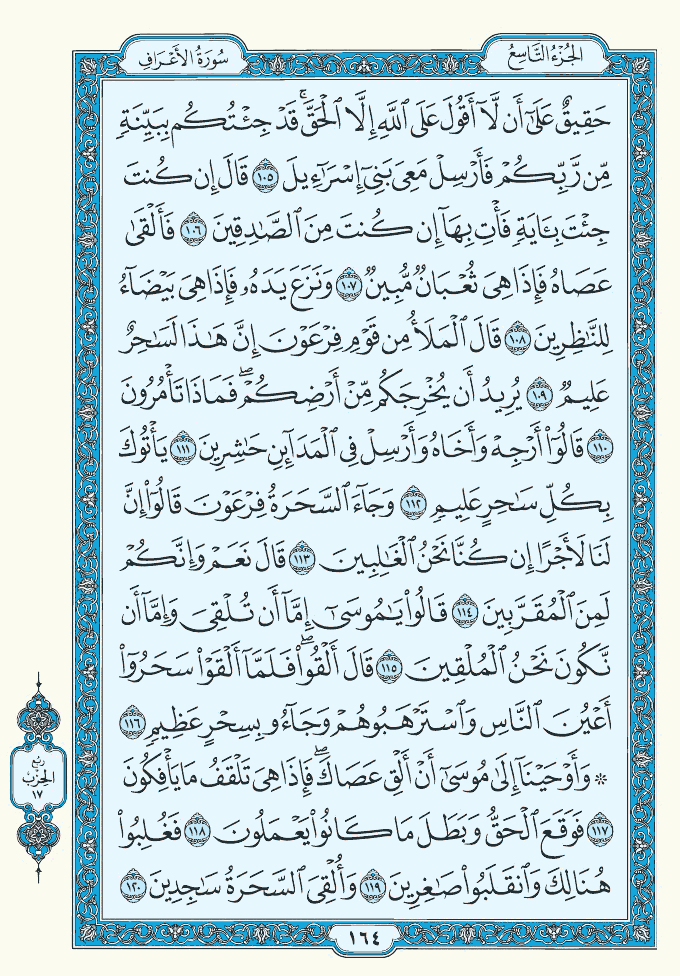 الجُزْءُ التَّاسِعُ
سُورَةُ الأَعْرَافِ
حَقِيقٌ عَلَىٰٓ أَن لَّآ أَقُولَ عَلَى ٱللَّهِ إِلَّا ٱلْحَقَّۚ قَدْ جِئْتُكُم بِبَيِّنَةٍ
مِّن رَّبِّكُمْ فَأَرْسِلْ مَعِىَ بَنِىٓ إِسْرَٰٓءِيلَ ١٠٥ قَالَ إِن كُنتَ
جِئْتَ بِـَٔايَةٍ فَأْتِ بِهَآ إِن كُنتَ مِنَ ٱلصَّٰدِقِينَ ١٠٦ فَأَلْقَىٰ
عَصَاهُ فَإِذَا هِىَ ثُعْبَانٌ مُّبِينٌ ١٠٧ وَنَزَعَ يَدَهُۥ فَإِذَا هِىَ بَيْضَآءُ
لِلنَّٰظِرِينَ ١٠٨ قَالَ ٱلْمَلَأُ مِن قَوْمِ فِرْعَوْنَ إِنَّ هَٰذَا لَسَٰحِرٌ
عَلِيمٌ ١٠٩ يُرِيدُ أَن يُخْرِجَكُم مِّنْ أَرْضِكُمْۖ فَمَاذَا تَأْمُرُونَ
١١٠ قَالُوٓا۟ أَرْجِهْ وَأَخَاهُ وَأَرْسِلْ فِى ٱلْمَدَآئِنِ حَٰشِرِينَ ١١١ يَأْتُوكَ
بِكُلِّ سَٰحِرٍ عَلِيمٍ ١١٢ وَجَآءَ ٱلسَّحَرَةُ فِرْعَوْنَ قَالُوٓا۟ إِنَّ
لَنَا لَأَجْرًا إِن كُنَّا نَحْنُ ٱلْغَٰلِبِينَ ١١٣ قَالَ نَعَمْ وَإِنَّكُمْ
لَمِنَ ٱلْمُقَرَّبِينَ ١١٤ قَالُوا۟ يَٰمُوسَىٰٓ إِمَّآ أَن تُلْقِىَ وَإِمَّآ أَن
نَّكُونَ نَحْنُ ٱلْمُلْقِينَ ١١٥ قَالَ أَلْقُوا۟ۖ فَلَمَّآ أَلْقَوْا۟ سَحَرُوٓا۟
أَعْيُنَ ٱلنَّاسِ وَٱسْتَرْهَبُوهُمْ وَجَآءُو بِسِحْرٍ عَظِيمٍ ١١٦
۞ وَأَوْحَيْنَآ إِلَىٰ مُوسَىٰٓ أَنْ أَلْقِ عَصَاكَۖ فَإِذَا هِىَ تَلْقَفُ مَا يَأْفِكُونَ
١١٧ فَوَقَعَ ٱلْحَقُّ وَبَطَلَ مَا كَانُوا۟ يَعْمَلُونَ ١١٨ فَغُلِبُوا۟
هُنَالِكَ وَٱنقَلَبُوا۟ صَٰغِرِينَ ١١٩ وَأُلْقِىَ ٱلسَّحَرَةُ سَٰجِدِينَ ١٢٠
رُبع
الحِزْب
١٧
١٦٤